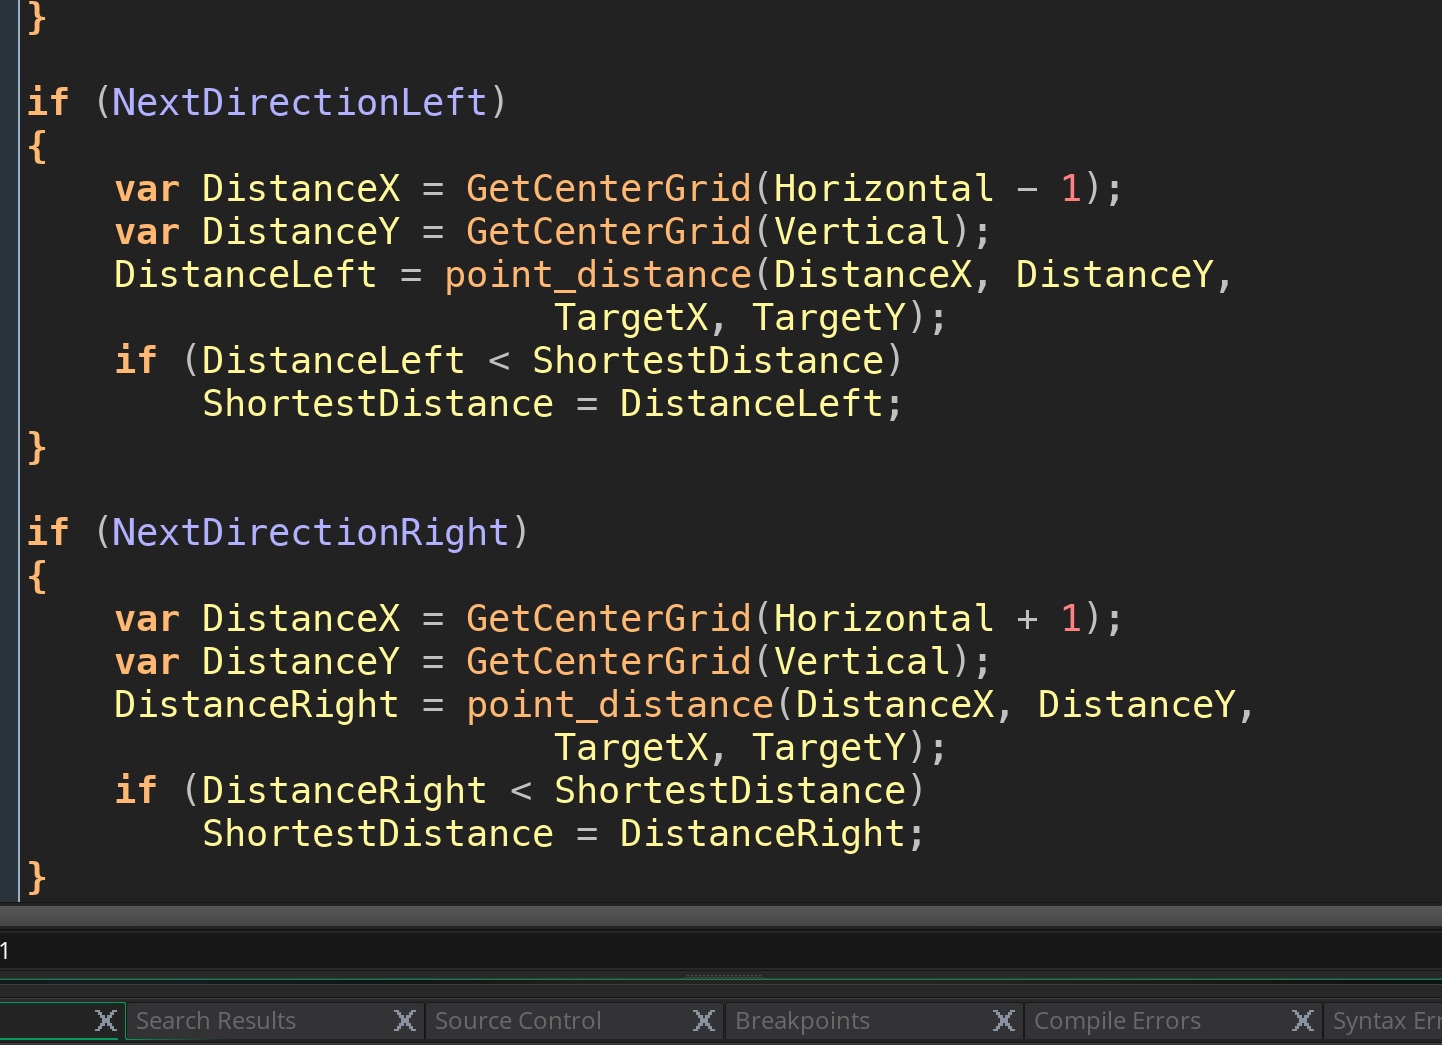 }
if (NextDirectionLeft)
{
var DistanceX = GetCenterGrid(Horizontal - 1);
var DistanceY = GetCenterGrid(Vertical);
DistanceLeft = point_distance(DistanceX, DistanceY,
TargetX, TargetY);
if (DistanceLeft < ShortestDistance)
ShortestDistance = DistanceLeft;
}
if (NextDirectionRight)
{
var DistanceX = GetCenterGrid(Horizontal + 1);
var DistanceY = GetCenterGrid(Vertical);
DistanceRight = point_distance(DistanceX, DistanceY,
TargetX, TargetY);
if (DistanceRight < ShortestDistance)
ShortestDistance = DistanceRight;
}
1
Search Results Source Control Breakpoints Compile Errors Syntax Err